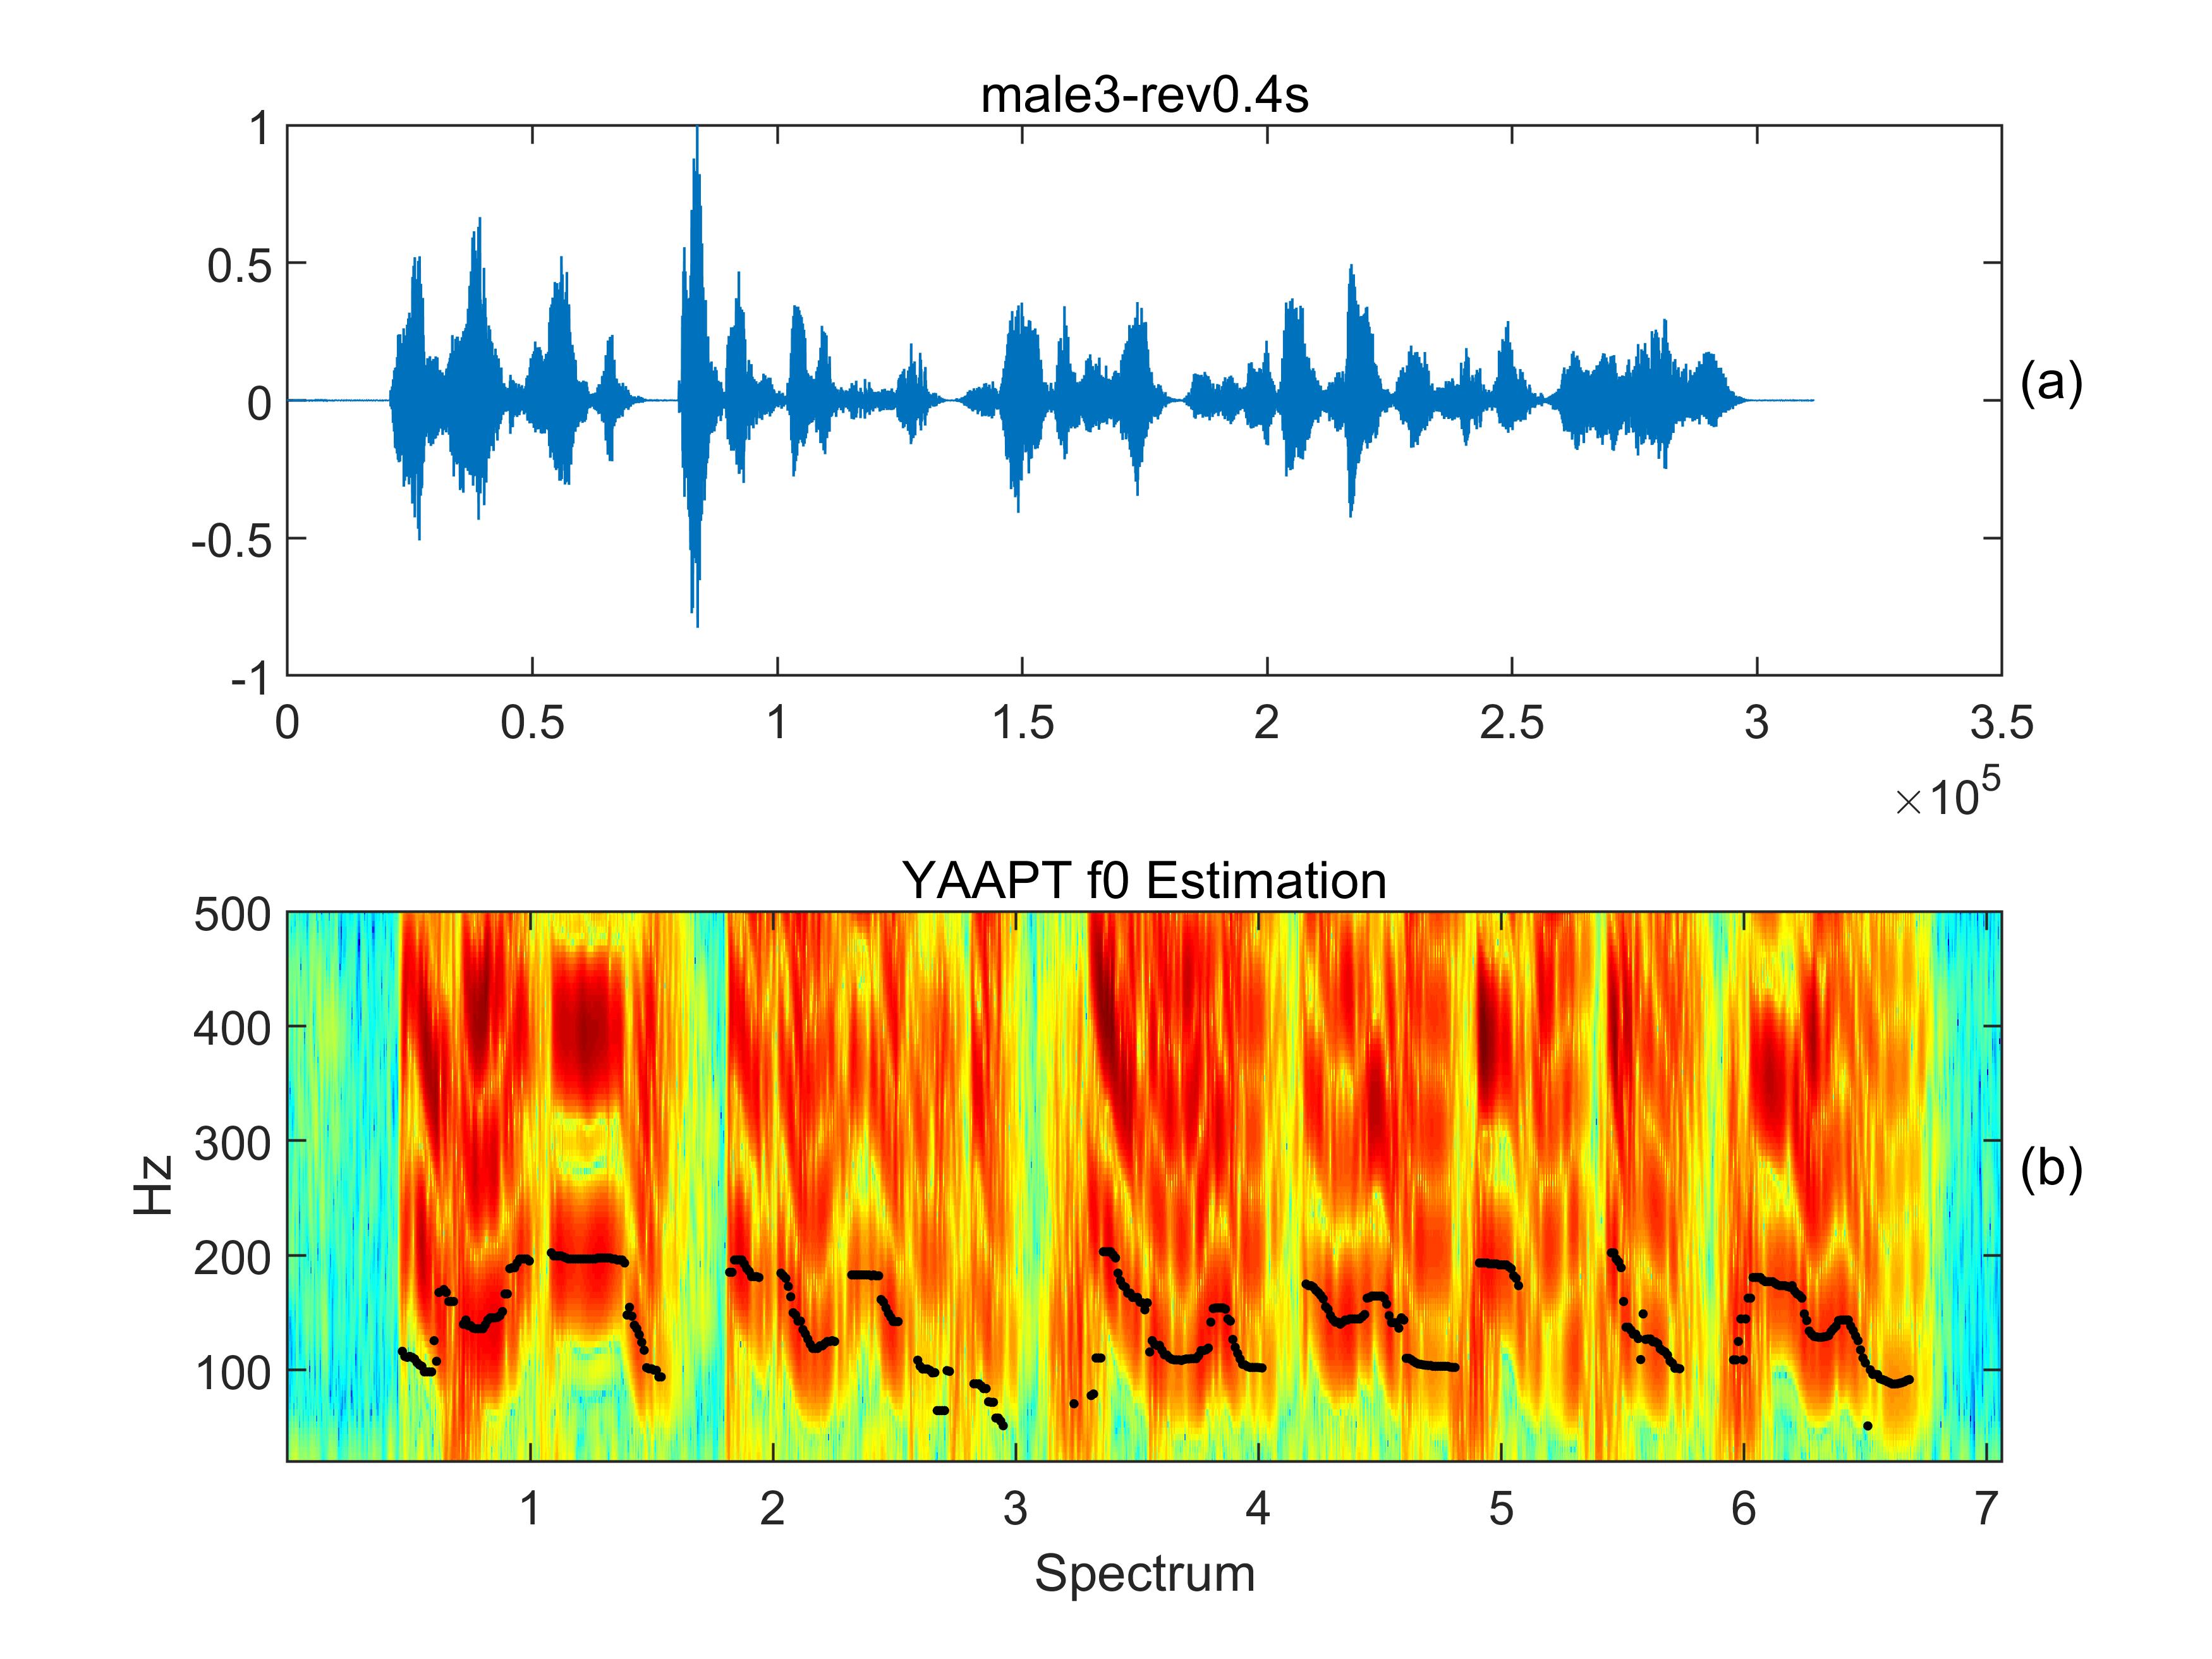 male3-rev0.4s
1
0.5
0
-0.5
-1
0 0.5 1 1.5 2 2.5 3 3.5
×10^5
(a)
YAAPT f0 Estimation
500
400
300
200
100
Hz
(b)
1 2 3 4 5 6 7
Spectrum